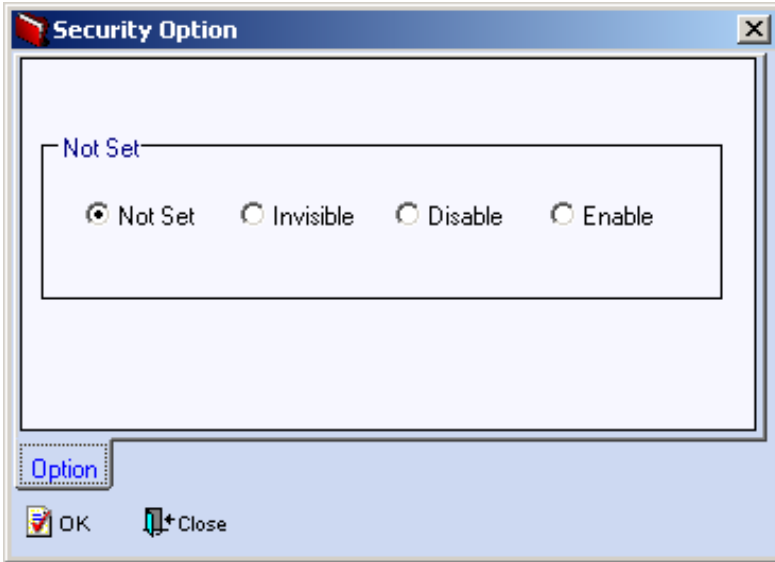 Security Option
Not Set
Not Set Invisible Disable Enable
Option
OK Close